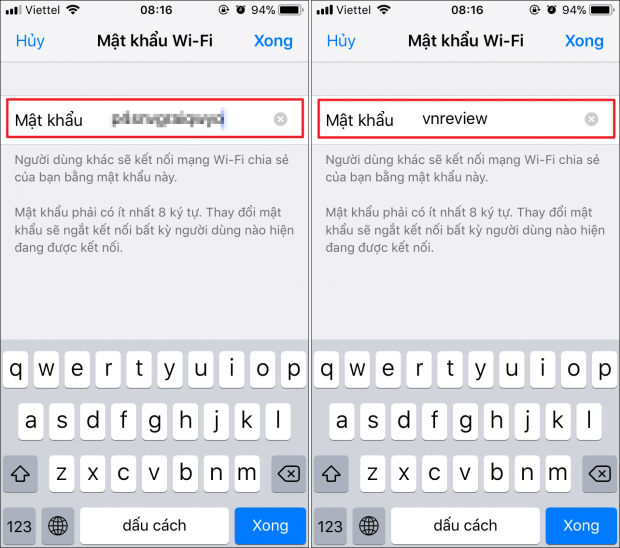 Viettel 08:16 94%
Hủy Mật khẩu Wi-Fi Xong
Mật khẩu
Người dùng khác sẽ kết nối mạng Wi-Fi chia sẻ
của bạn bằng mật khẩu này.
Mật khẩu phải có ít nhất 8 ký tự. Thay đổi mật
khẩu sẽ ngắt kết nối bất kỳ người dùng nào hiện
đang được kết nối.
q w e r t y u i o p
a s d f g h j k l
z x c v b n m
123 dấu cách Xong
Viettel 08:16 94%
Hủy Mật khẩu Wi-Fi Xong
Mật khẩu vnreview
Người dùng khác sẽ kết nối mạng Wi-Fi chia sẻ
của bạn bằng mật khẩu này.
Mật khẩu phải có ít nhất 8 ký tự. Thay đổi mật
khẩu sẽ ngắt kết nối bất kỳ người dùng nào hiện
đang được kết nối.
q w e r t y u i o p
a s d f g h j k l
z x c v b n m
123 dấu cách Xong